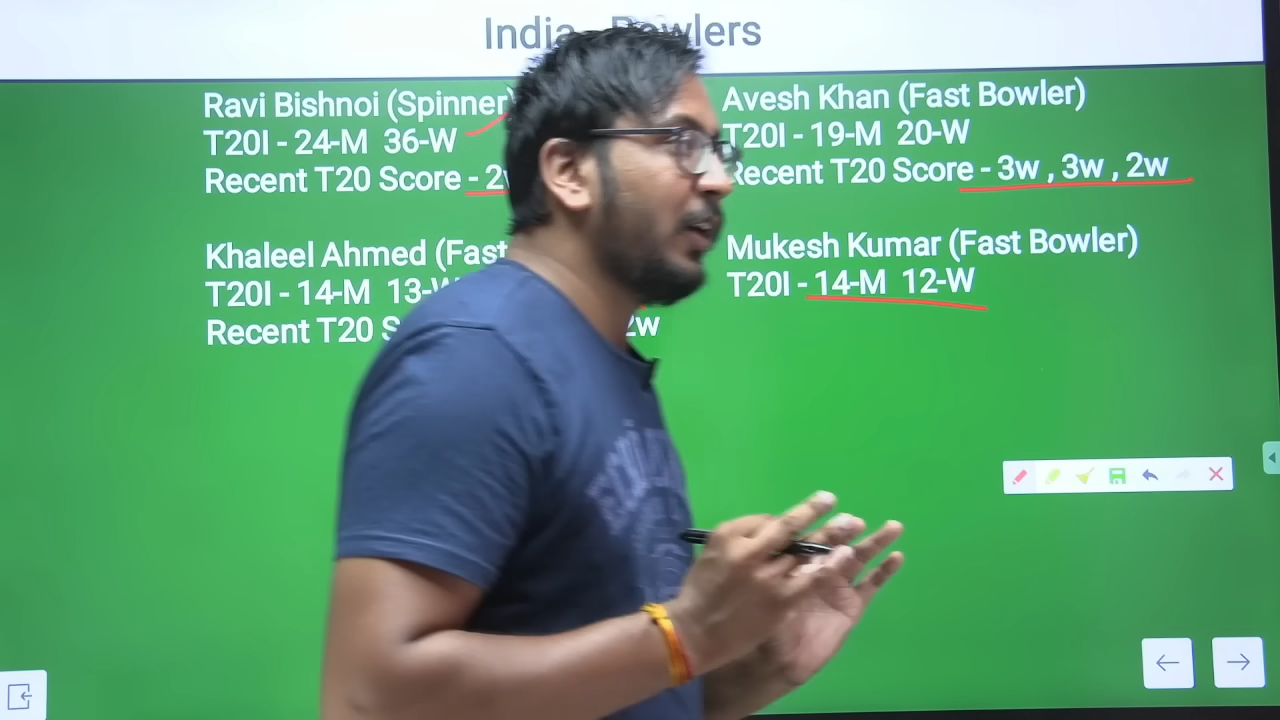 India - Bowlers
Ravi Bishnoi (Spinner)
T20I - 24-M 36-W
Recent T20 Score - 2w
Khaleel Ahmed (Fast
T20I - 14-M 13-W
Recent T20 S 2w
Avesh Khan (Fast Bowler)
T20I - 19-M 20-W
Recent T20 Score - 3w , 3w , 2w
Mukesh Kumar (Fast Bowler)
T20I - 14-M 12-W